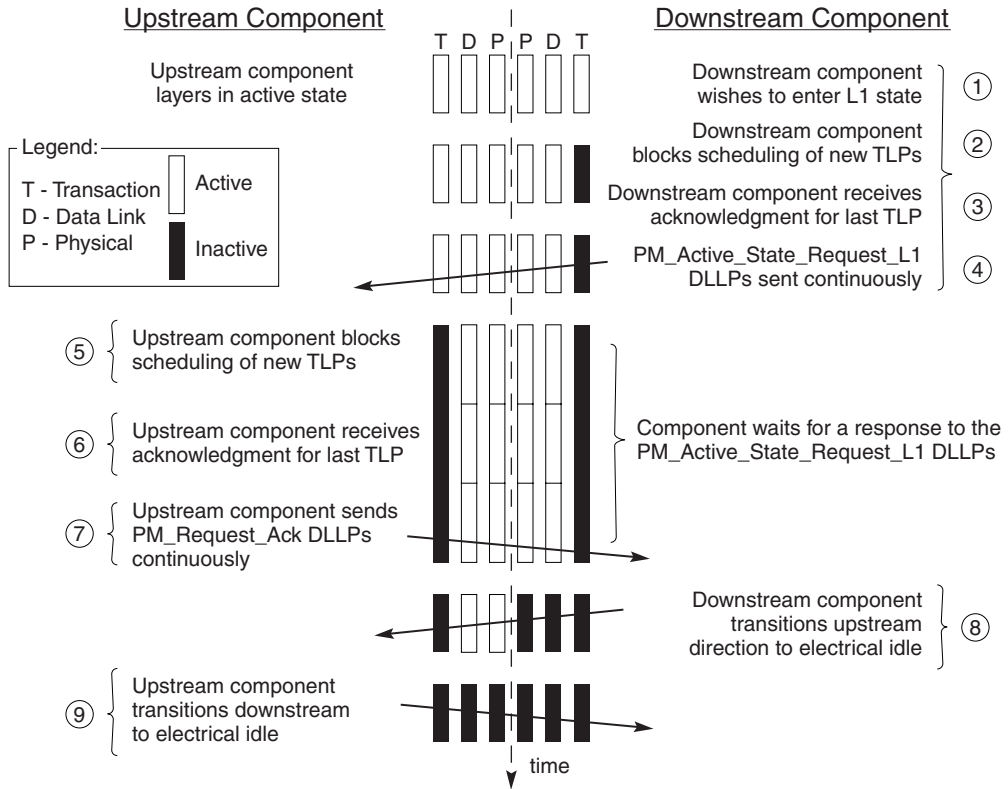 Upstream Component
Downstream Component
T D P P D T
Upstream component
layers in active state
Downstream component
wishes to enter L1 state
1
Downstream component
blocks scheduling of new TLPs
2
Legend:
T - Transaction
D - Data Link
P - Physical
Active
Inactive
Downstream component receives
acknowledgment for last TLP
3
PM_Active_State_Request_L1
DLLPs sent continuously
4
5
Upstream component blocks
scheduling of new TLPs
6
Upstream component receives
acknowledgment for last TLP
Component waits for a response to the
PM_Active_State_Request_L1 DLLPs
7
Upstream component sends
PM_Request_Ack DLLPs
continuously
Downstream component
transitions upstream
direction to electrical idle
8
9
Upstream component
transitions downstream
to electrical idle
time